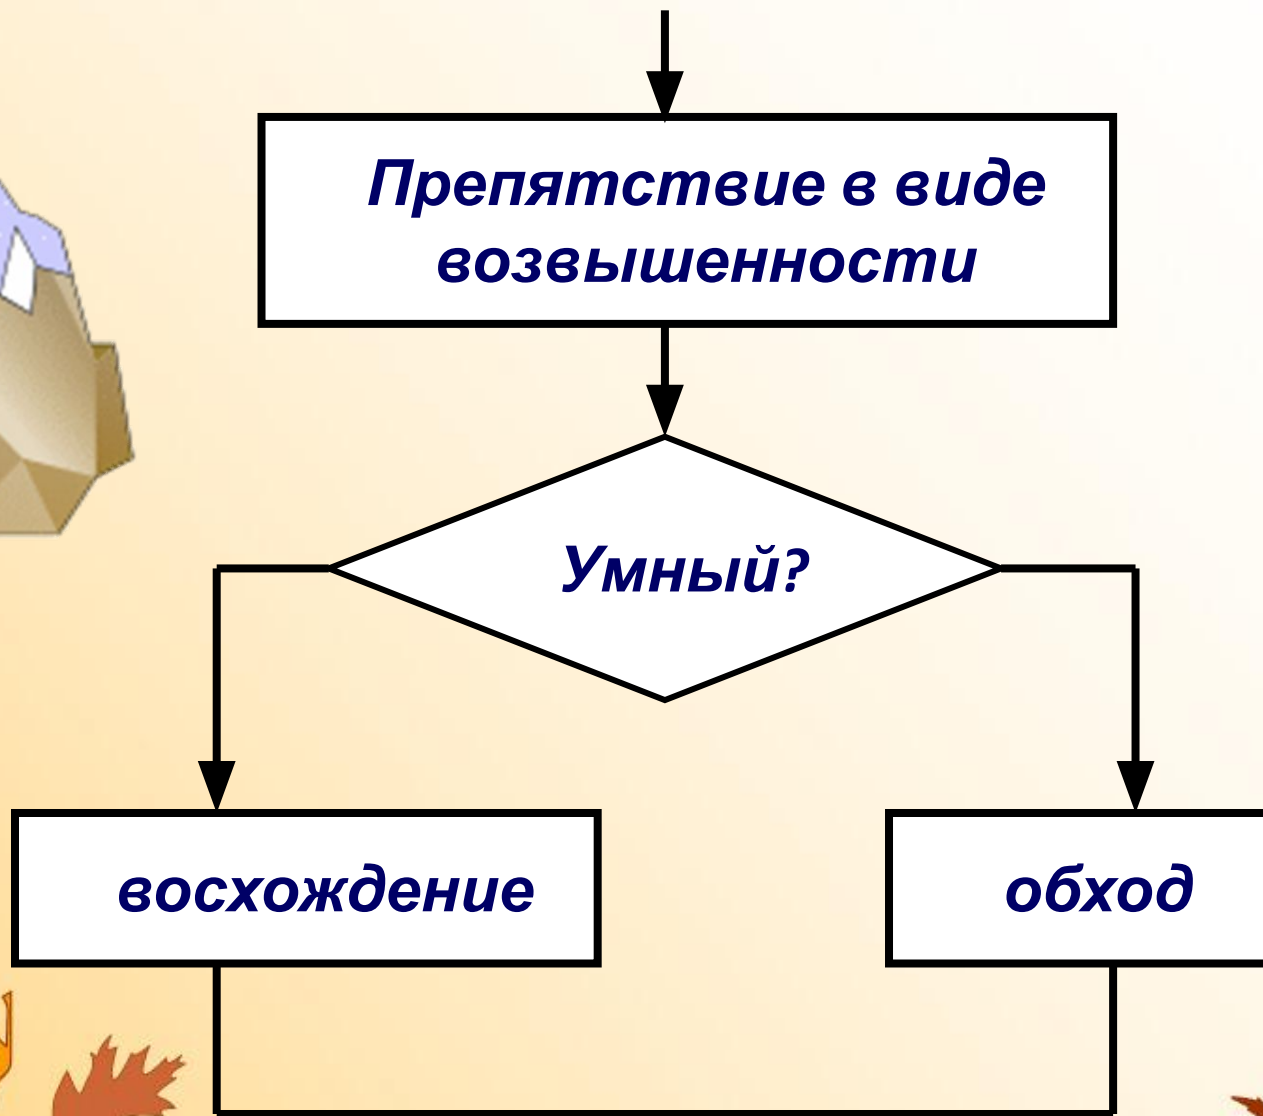 Препятствие в виде
возвышенности
Умный?
восхождение
обход